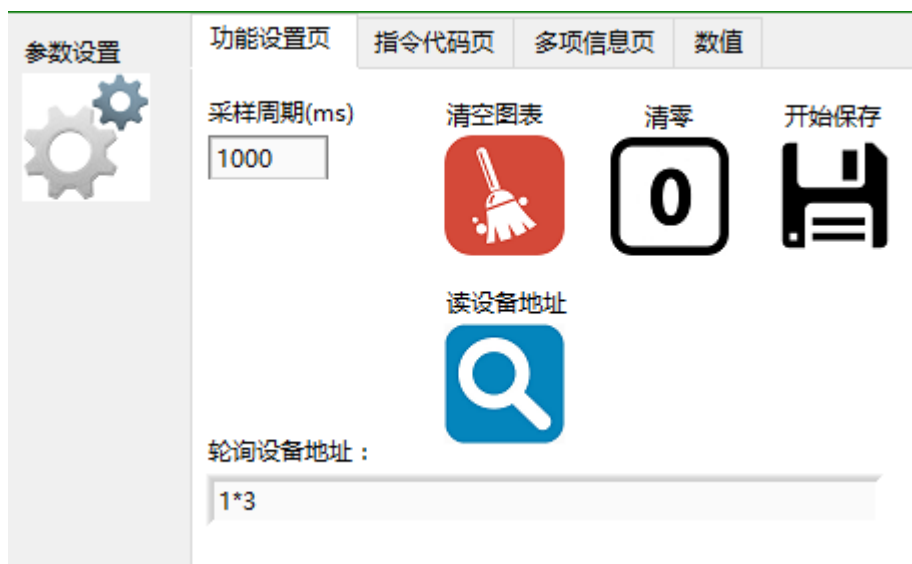 参数设置
功能设置页 指令代码页 多项信息页 数值
采样周期(ms) 清空图表 清零 开始保存
1000
0
读设备地址
轮询设备地址：
1*3